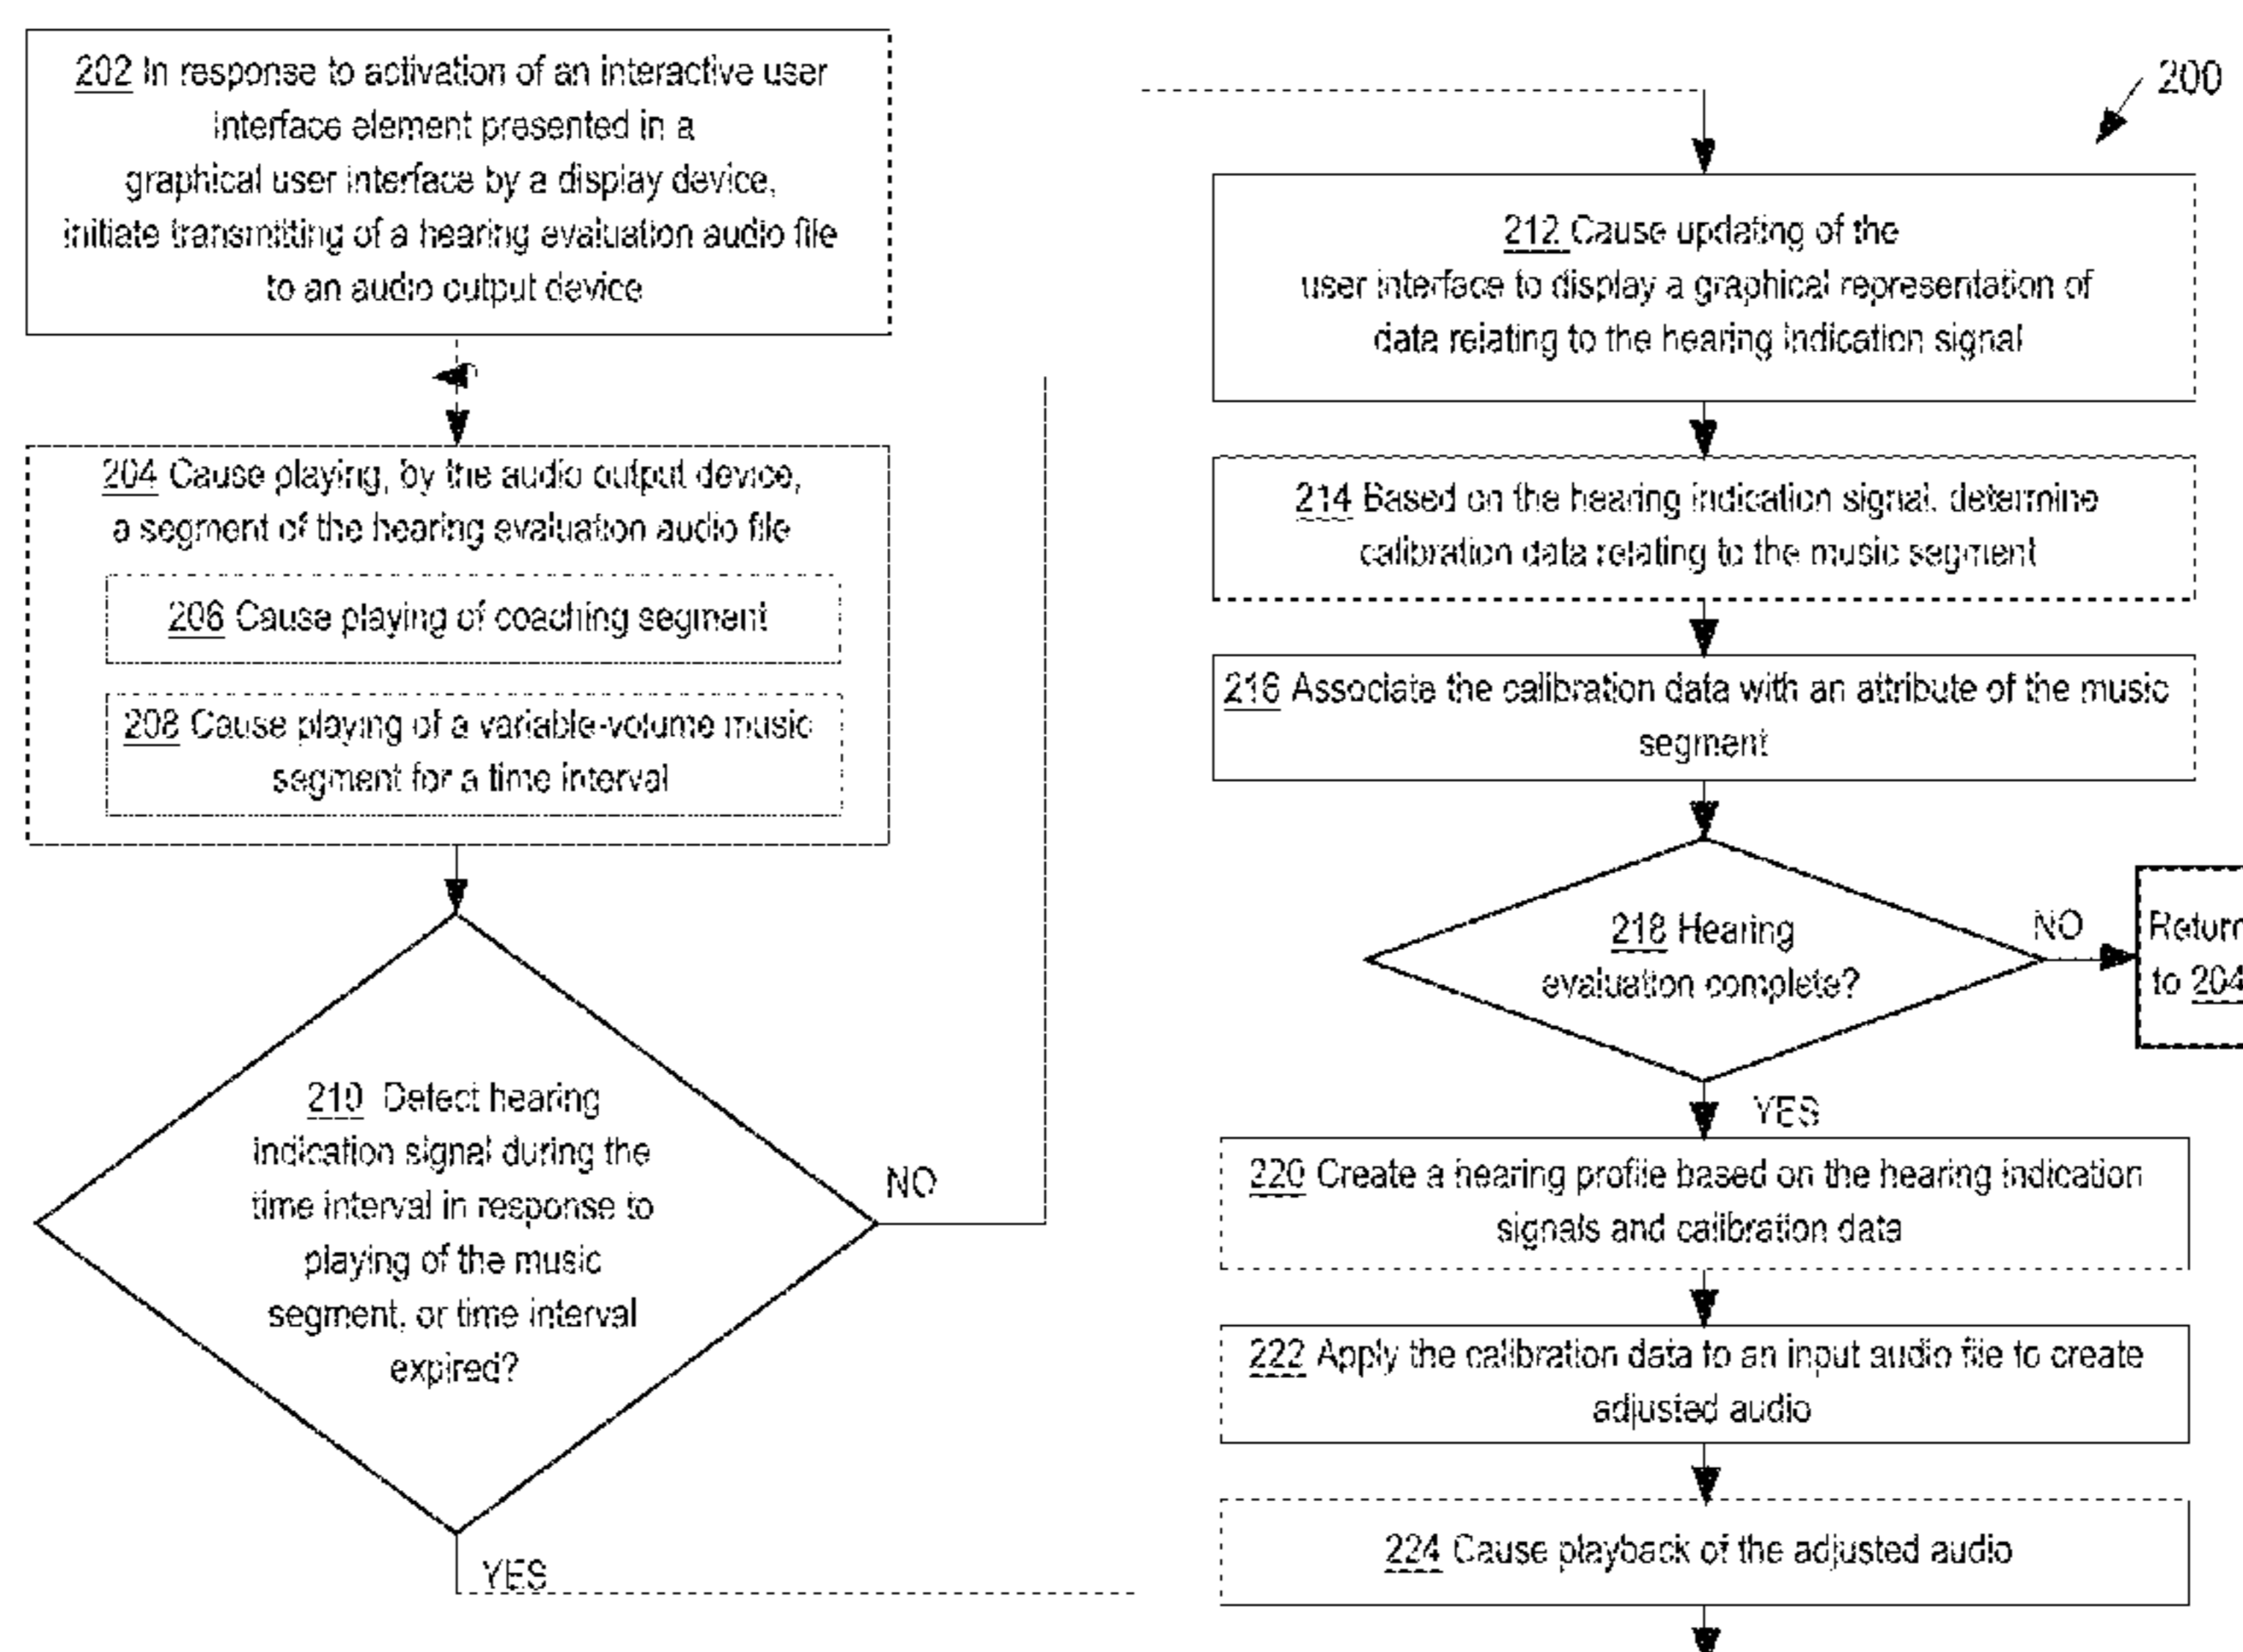 202 In response to activation of an interactive user
interface element presented in a
graphical user interface by a display device,
initiate transmitting of a hearing evaluation audio file
to an audio output device
204 Cause playing, by the audio output device,
a segment of the hearing evaluation audio file
206 Cause playing of coaching segment
208 Cause playing of a variable-volume music
segment for a time interval
210 Detect hearing
indication signal during the
time interval in response to
playing of the music
segment, or time interval
expired?
NO
YES
200
212 Cause updating of the
user interface to display a graphical representation of
data relating to the hearing indication signal
214 Based on the hearing indication signal, determine
calibration data relating to the music segment
216 Associate the calibration data with an attribute of the music
segment
218 Hearing
evaluation complete?
NO
Return
to 204
YES
220 Create a hearing profile based on the hearing indication
signals and calibration data
222 Apply the calibration data to an input audio file to create
adjusted audio
224 Cause playback of the adjusted audio